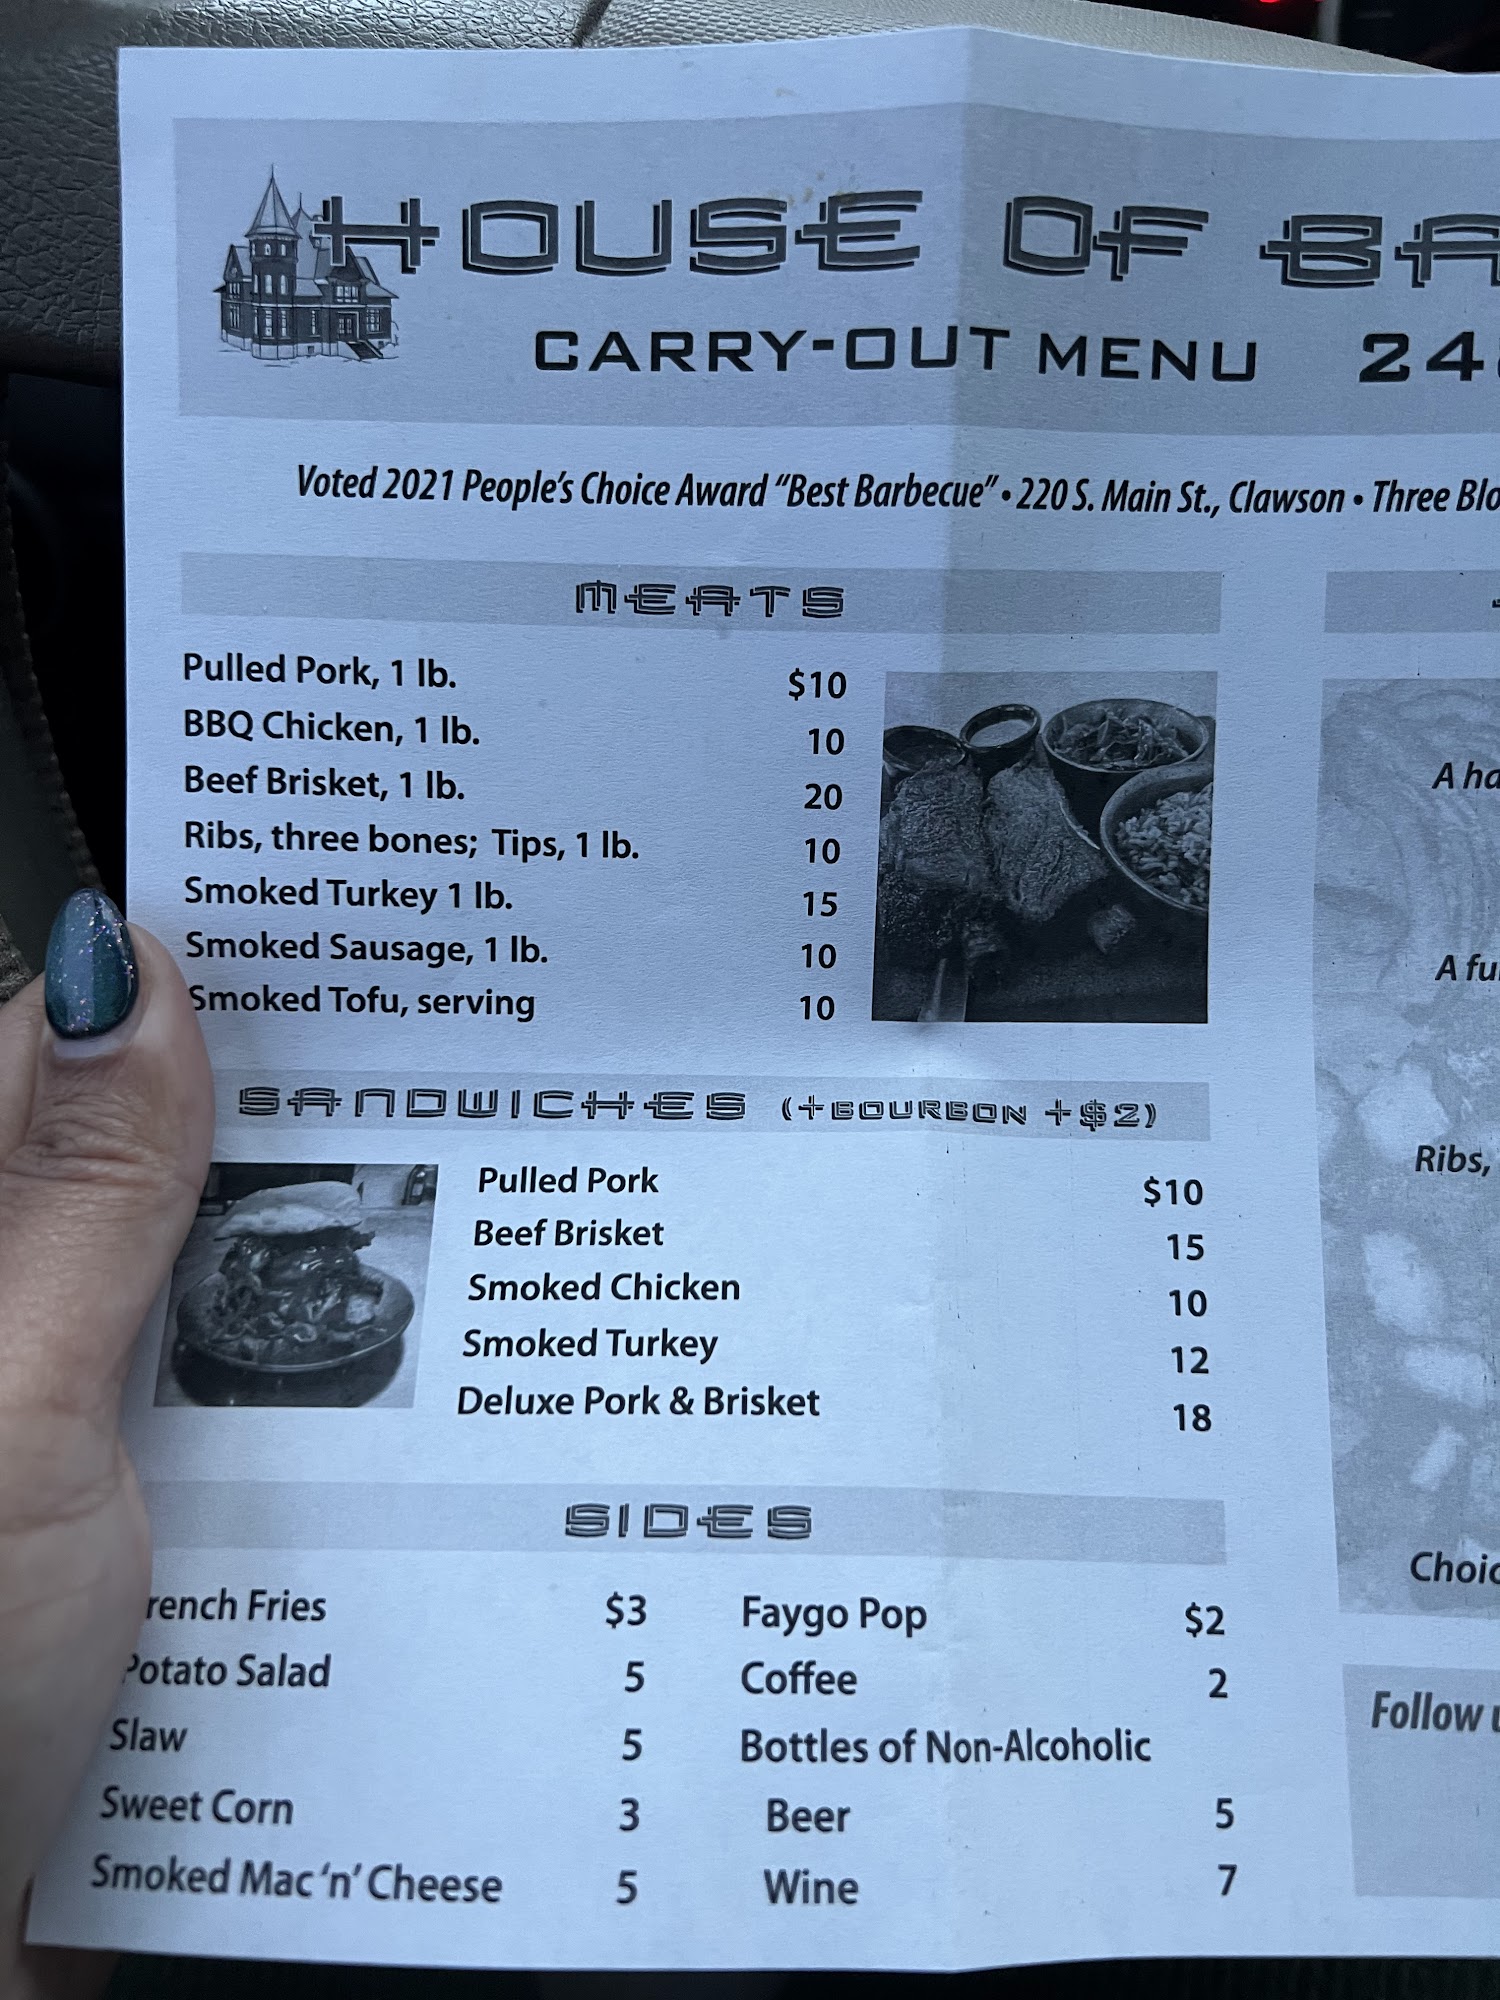 HOUSE OF
CARRY-OUT MENU 24
Voted 2021 People's Choice Award "Best Barbecue" • 220 S. Main St., Clawson • Three
MEATS
Pulled Pork, 1 lb. $10
BBQ Chicken, 1 lb. 10
Beef Brisket, 1 lb. 20
Ribs, three bones; Tips, 1 lb. 10
Smoked Turkey 1 lb. 15
Smoked Sausage, 1 lb. 10
Smoked Tofu, serving 10
SANDWICHES (+BOURBON +$2)
Pulled Pork $10
Beef Brisket 15
Smoked Chicken 10
Smoked Turkey 12
Deluxe Pork & Brisket 18
SIDES
rench Fries $3
Potato Salad 5
Slaw 5
Sweet Corn 3
Smoked Mac 'n' Cheese 5
Faygo Pop $2
Coffee 2
Bottles of Non-Alcoholic
Beer 5
Wine 7
A
A
Ribs,
Follow